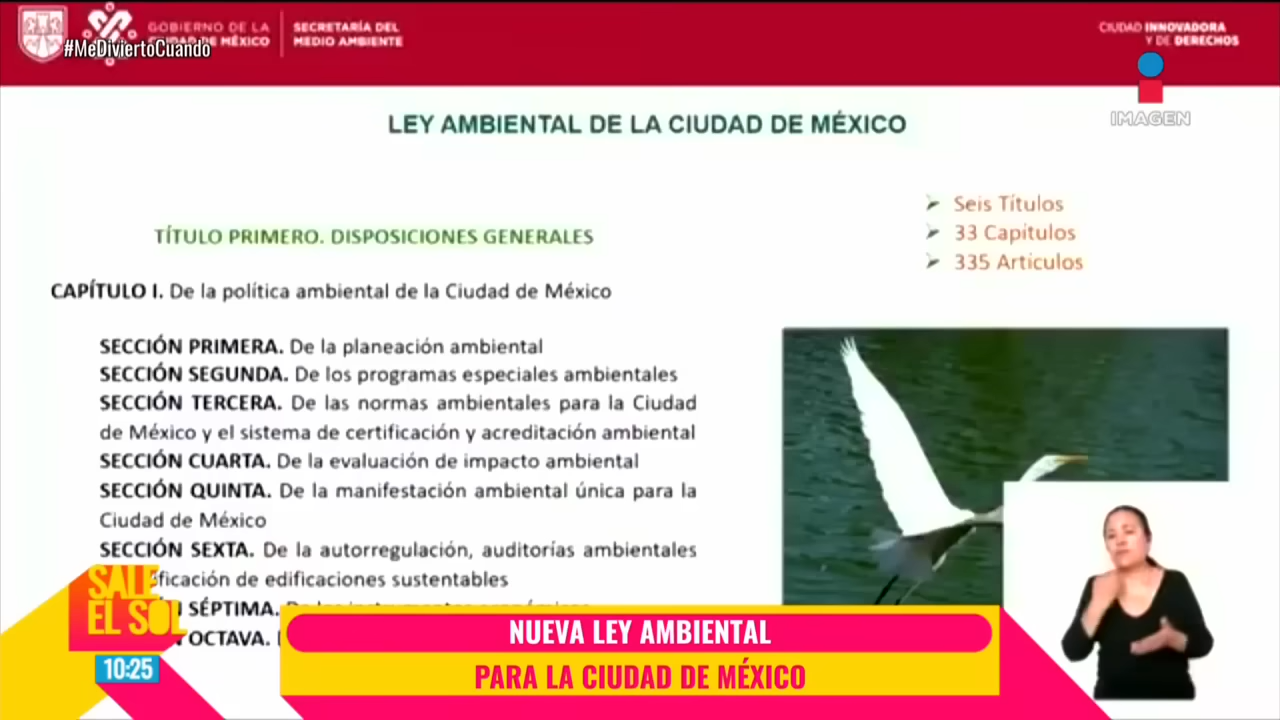 GOBIERNO DE LA
CIUDAD DE MÉXICO
SECRETARÍA DEL
MEDIO AMBIENTE
#MeDiviertoCuando
CIUDAD INNOVADORA
Y DE DERECHOS
IMAGEN
LEY AMBIENTAL DE LA CIUDAD DE MÉXICO
Seis Títulos
33 Capitulos
335 Articulos
TÍTULO PRIMERO. DISPOSICIONES GENERALES
CAPÍTULO I. De la política ambiental de la Ciudad de México
SECCIÓN PRIMERA. De la planeación ambiental
SECCIÓN SEGUNDA. De los programas especiales ambientales
SECCIÓN TERCERA. De las normas ambientales para la Ciudad
de México y el sistema de certificación y acreditación ambiental
SECCIÓN CUARTA. De la evaluación de impacto ambiental
SECCIÓN QUINTA. De la manifestación ambiental única para la
Ciudad de México
SECCIÓN SEXTA. De la autorregulación, auditorías ambientales
de edificaciones sustentables
SÉPTIMA.
OCTAVA.
SALE
EL SOL
10:25
NUEVA LEY AMBIENTAL
PARA LA CIUDAD DE MÉXICO